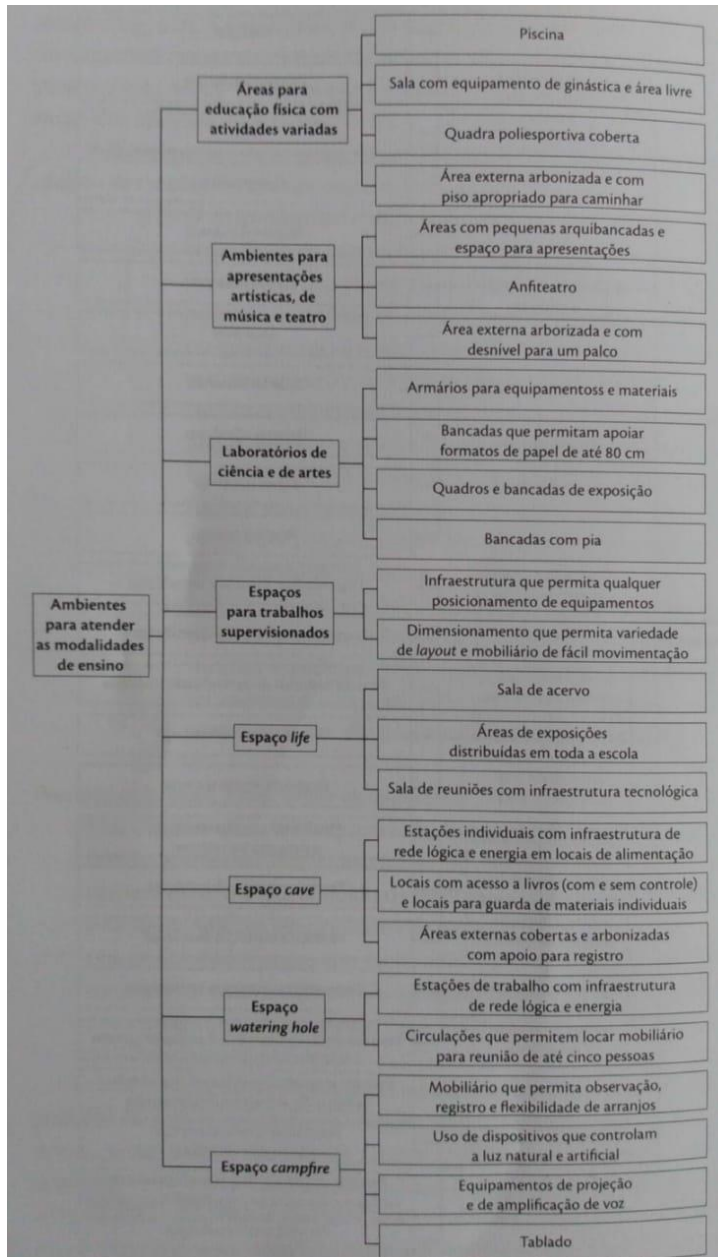 Ambientes
para atender
as modalidades
de ensino
Áreas para
educação física com
atividades variadas
Piscina
Sala com equipamento de ginástica e área livre
Quadra poliesportiva coberta
Área externa arbonizada e com
piso apropriado para caminhar
Ambientes para
apresentações
artísticas, de
música e teatro
Áreas com pequenas arquibancadas e
espaço para apresentações
Anfiteatro
Área externa arborizada e com
desnível para um palco
Laboratórios de
ciência e de artes
Armários para equipamentoss e materiais
Bancadas que permitam apoiar
formatos de papel de até 80 cm
Quadros e bancadas de exposição
Bancadas com pia
Espaços
para trabalhos
supervisionados
Infraestrutura que permita qualquer
posicionamento de equipamentos
Dimensionamento que permita variedade
de layout e mobiliário de fácil movimentação
Espaço life
Sala de acervo
Áreas de exposições
distribuídas em toda a escola
Sala de reuniões com infraestrutura tecnológica
Espaço cave
Estações individuais com infraestrutura de
rede lógica e energia em locais de alimentação
Locais com acesso a livros (com e sem controle)
e locais para guarda de materiais individuais
Áreas externas cobertas e arbonizadas
com apoio para registro
Espaço
watering hole
Estações de trabalho com infraestrutura
de rede lógica e energia
Circulações que permitem locar mobiliário
para reunião de até cinco pessoas
Espaço campfire
Mobiliário que permita observação,
registro e flexibilidade de arranjos
Uso de dispositivos que controlam
a luz natural e artificial
Equipamentos de projeção
e de amplificação de voz
Tablado